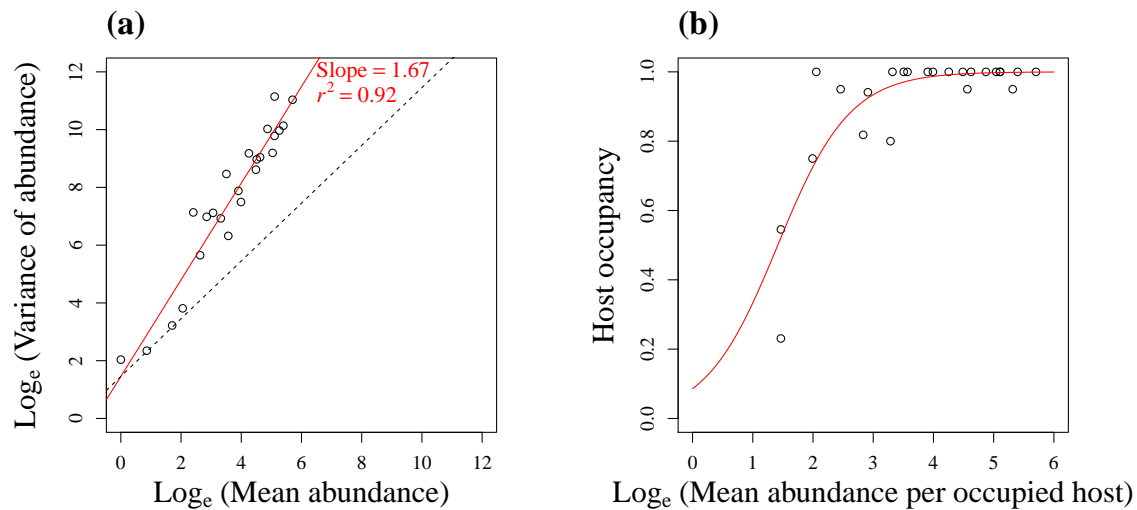 (a)
Slope = 1.67
r² = 0.92
12
10
8
6
4
2
0
Logₑ (Variance of abundance)
0 2 4 6 8 10 12
Logₑ (Mean abundance)
(b)
1.0
0.8
0.6
0.4
0.2
0.0
Host occupancy
0 1 2 3 4 5 6
Logₑ (Mean abundance per occupied host)